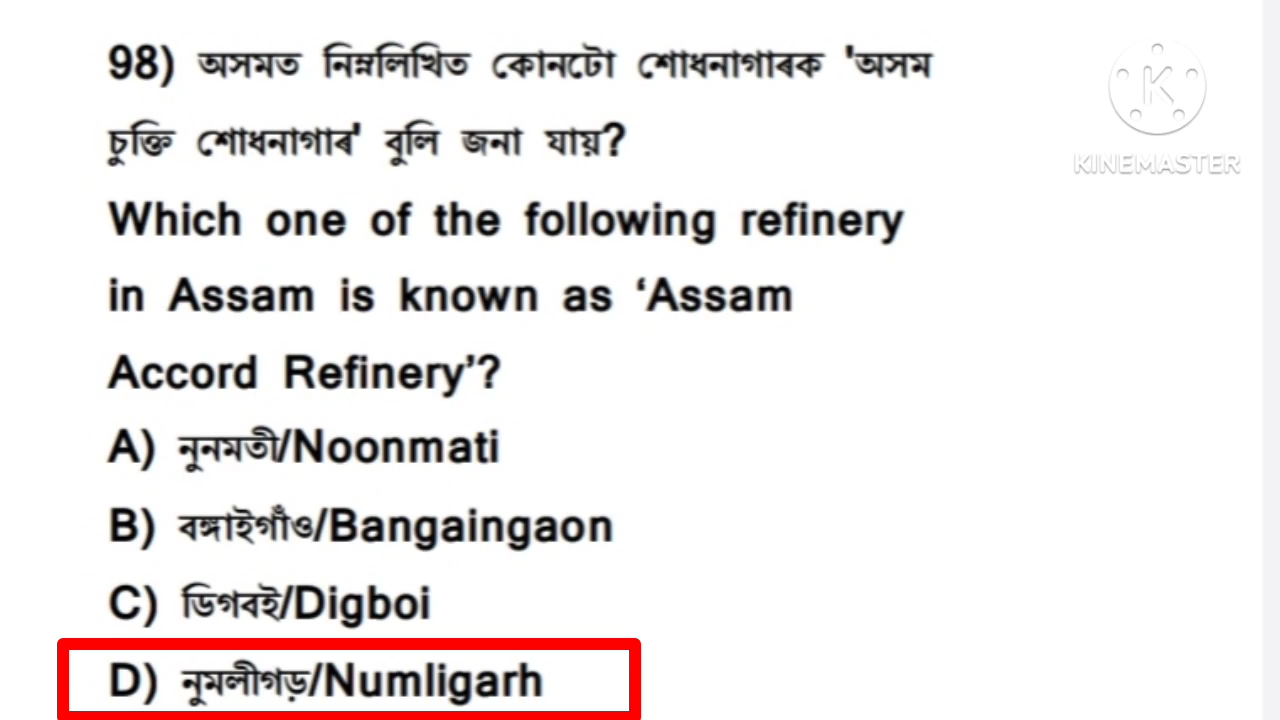 98) অসমত নিম্নলিখিত কোনটো শোধনাগাৰক 'অসম
চুক্তি শোধনাগাৰ' বুলি জনা যায়?
Which one of the following refinery
in Assam is known as ‘Assam
Accord Refinery’?
A) নুনমতী/Noonmati
B) বঙ্গাইগাঁও/Bangaingaon
C) ডিগবই/Digboi
D) নুমলীগড়/Numligarh
K
KINEMASTER